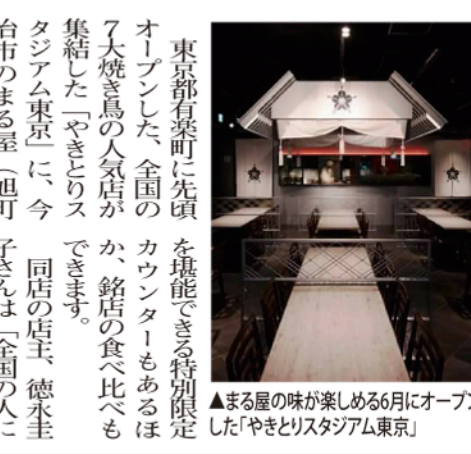 東京都有楽町に先頃
オープンした、全国の
7大焼き鳥の人気店が
集結した「やきとりス
タジアム東京」に、今
台市のまる屋（旭町
を堪能できる特別限定
カウンターもあるほ
か、銘店の食べ比べも
できます。
同店の店主、徳永圭
子さんは「全国の人に
▲まる屋の味が楽しめる6月にオープン
した「やきとりスタジアム東京」